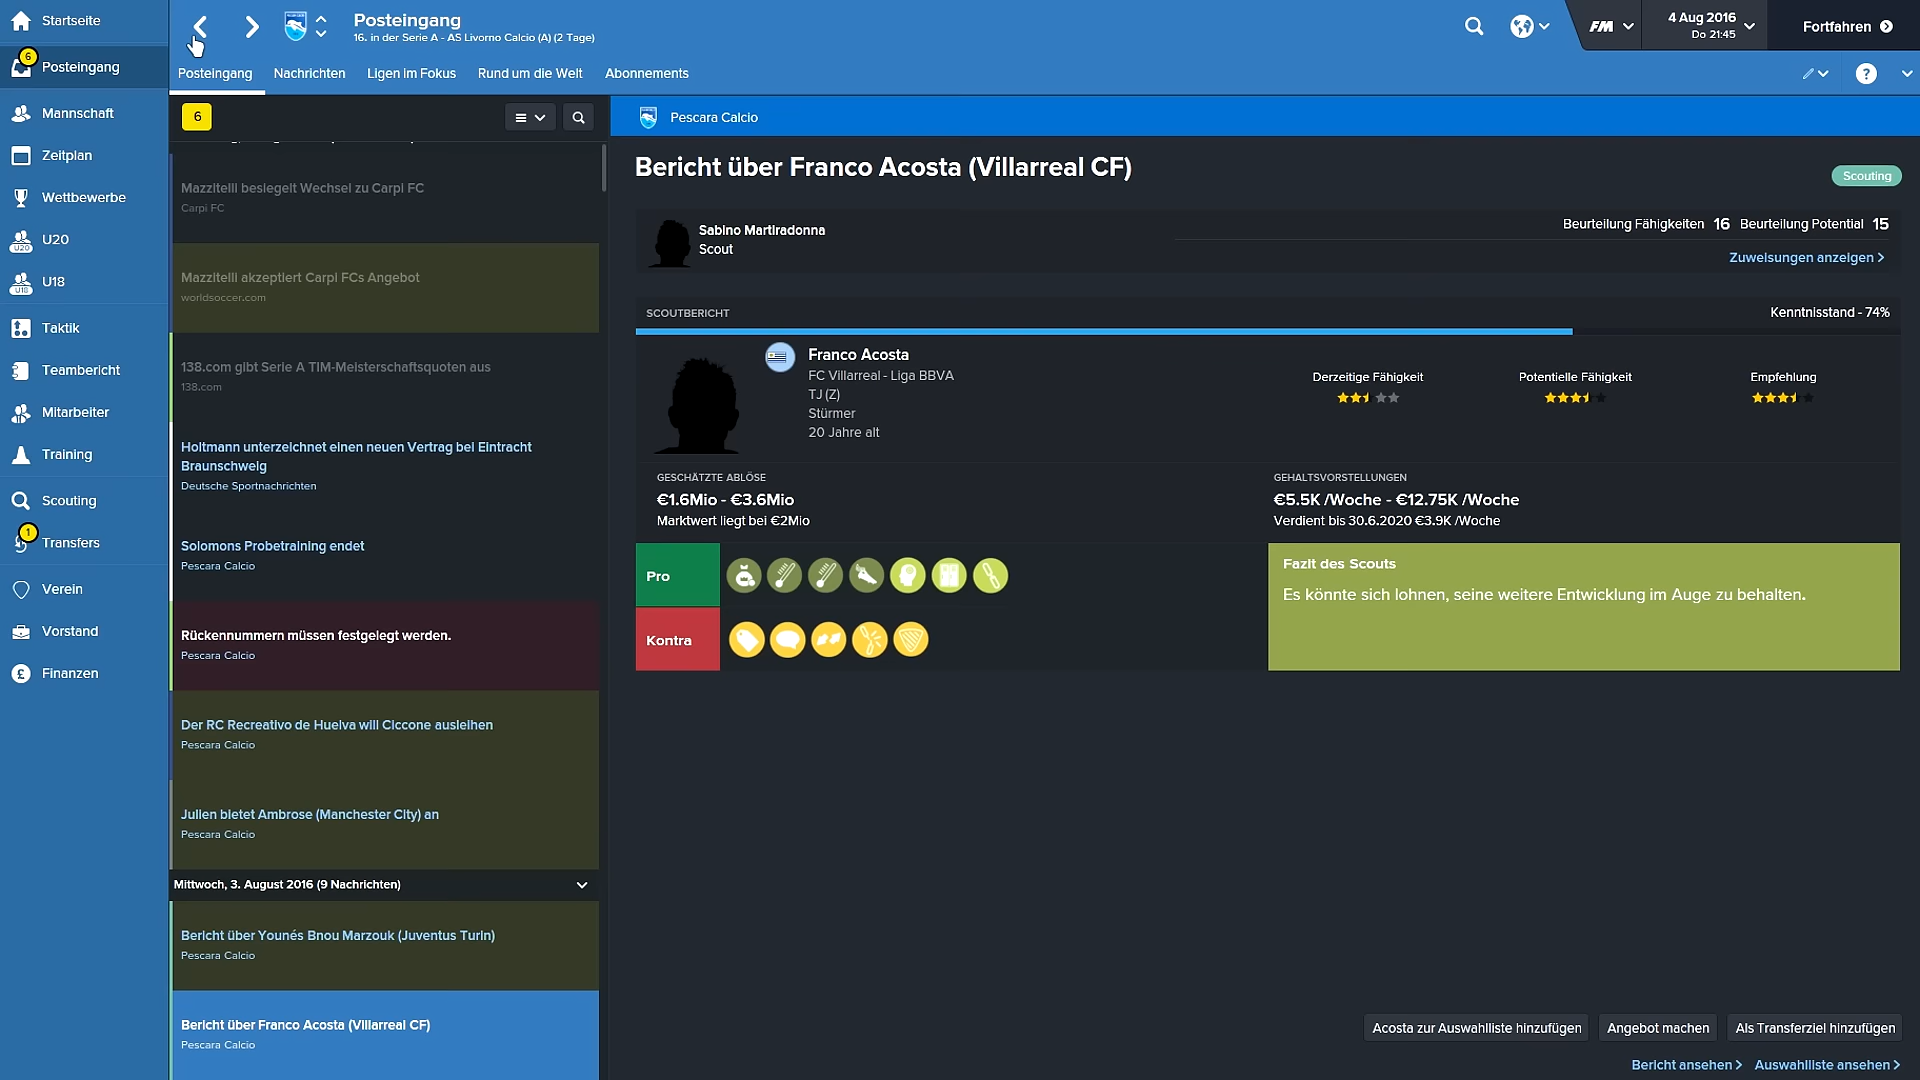 Startseite
6
Posteingang
Mannschaft
Zeitplan
Wettbewerbe
U20
U20
U18
U18
Taktik
Teambericht
Mitarbeiter
Training
Scouting
1
Transfers
Verein
Vorstand
Finanzen
Posteingang
16. in der Serie A - AS Livorno Calcio (A) (2 Tage)
FM
4 Aug 2016
Do 21:45
Fortfahren
Posteingang
Nachrichten
Ligen im Fokus
Rund um die Welt
Abonnements
?
6
Mazzitelli besiegelt Wechsel zu Carpi FC
Carpi FC
Mazzitelli akzeptiert Carpi FCs Angebot
worldsoccer.com
138.com gibt Serie A TIM-Meisterschaftsquoten aus
138.com
Holtmann unterzeichnet einen neuen Vertrag bei Eintracht
Braunschweig
Deutsche Sportnachrichten
Solomons Probetraining endet
Pescara Calcio
Rückennummern müssen festgelegt werden.
Pescara Calcio
Der RC Recreativo de Huelva will Ciccone ausleihen
Pescara Calcio
Julien bietet Ambrose (Manchester City) an
Pescara Calcio
Mittwoch, 3. August 2016 (9 Nachrichten)
Bericht über Younés Bnou Marzouk (Juventus Turin)
Pescara Calcio
Bericht über Franco Acosta (Villarreal CF)
Pescara Calcio
Pescara Calcio
Bericht über Franco Acosta (Villarreal CF)
Scouting
Sabino Martiradonna
Scout
Beurteilung Fähigkeiten 16 Beurteilung Potential 15
Zuweisungen anzeigen >
SCOUTBERICHT
Kenntnisstand - 74%
Franco Acosta
FC Villarreal - Liga BBVA
TJ (Z)
Stürmer
20 Jahre alt
Derzeitige Fähigkeit
Potentielle Fähigkeit
Empfehlung
GESCHÄTZTE ABLÖSE
€1.6Mio - €3.6Mio
Marktwert liegt bei €2Mio
GEHALTSVORSTELLUNGEN
€5.5K /Woche - €12.75K /Woche
Verdient bis 30.6.2020 €3.9K /Woche
Pro
Kontra
Fazit des Scouts
Es könnte sich lohnen, seine weitere Entwicklung im Auge zu behalten.
Acosta zur Auswahlliste hinzufügen
Angebot machen
Als Transferziel hinzufügen
Bericht ansehen >
Auswahlliste ansehen >